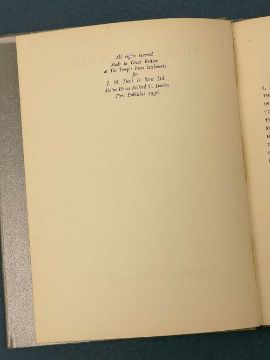 All rights reserved
Made in Great Britain
at The Temple Press Letchworth
for
J. M. Dent & Sons Ltd.
Aldine House Bedford St. London
First Published 1936